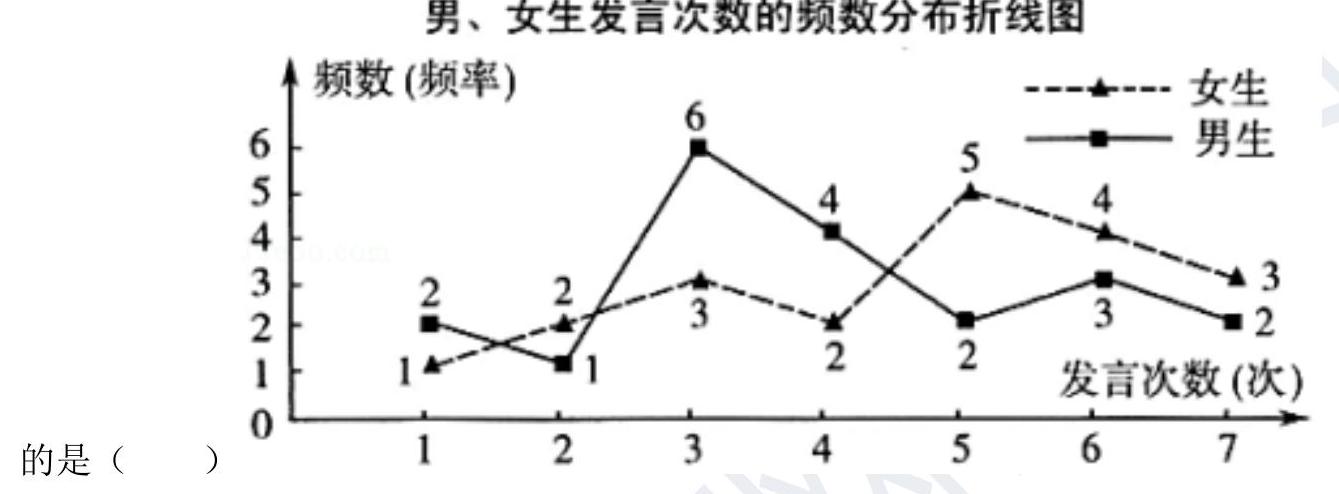 男、女生发言次数的频数分布折线图
频数(频率)
女生
男生
6
5
4
3
2
1
0
2 1 6 4 2 3 2
1 2 3 2 5 4 3
发言次数(次)
1 2 3 4 5 6 7
的是（ ）